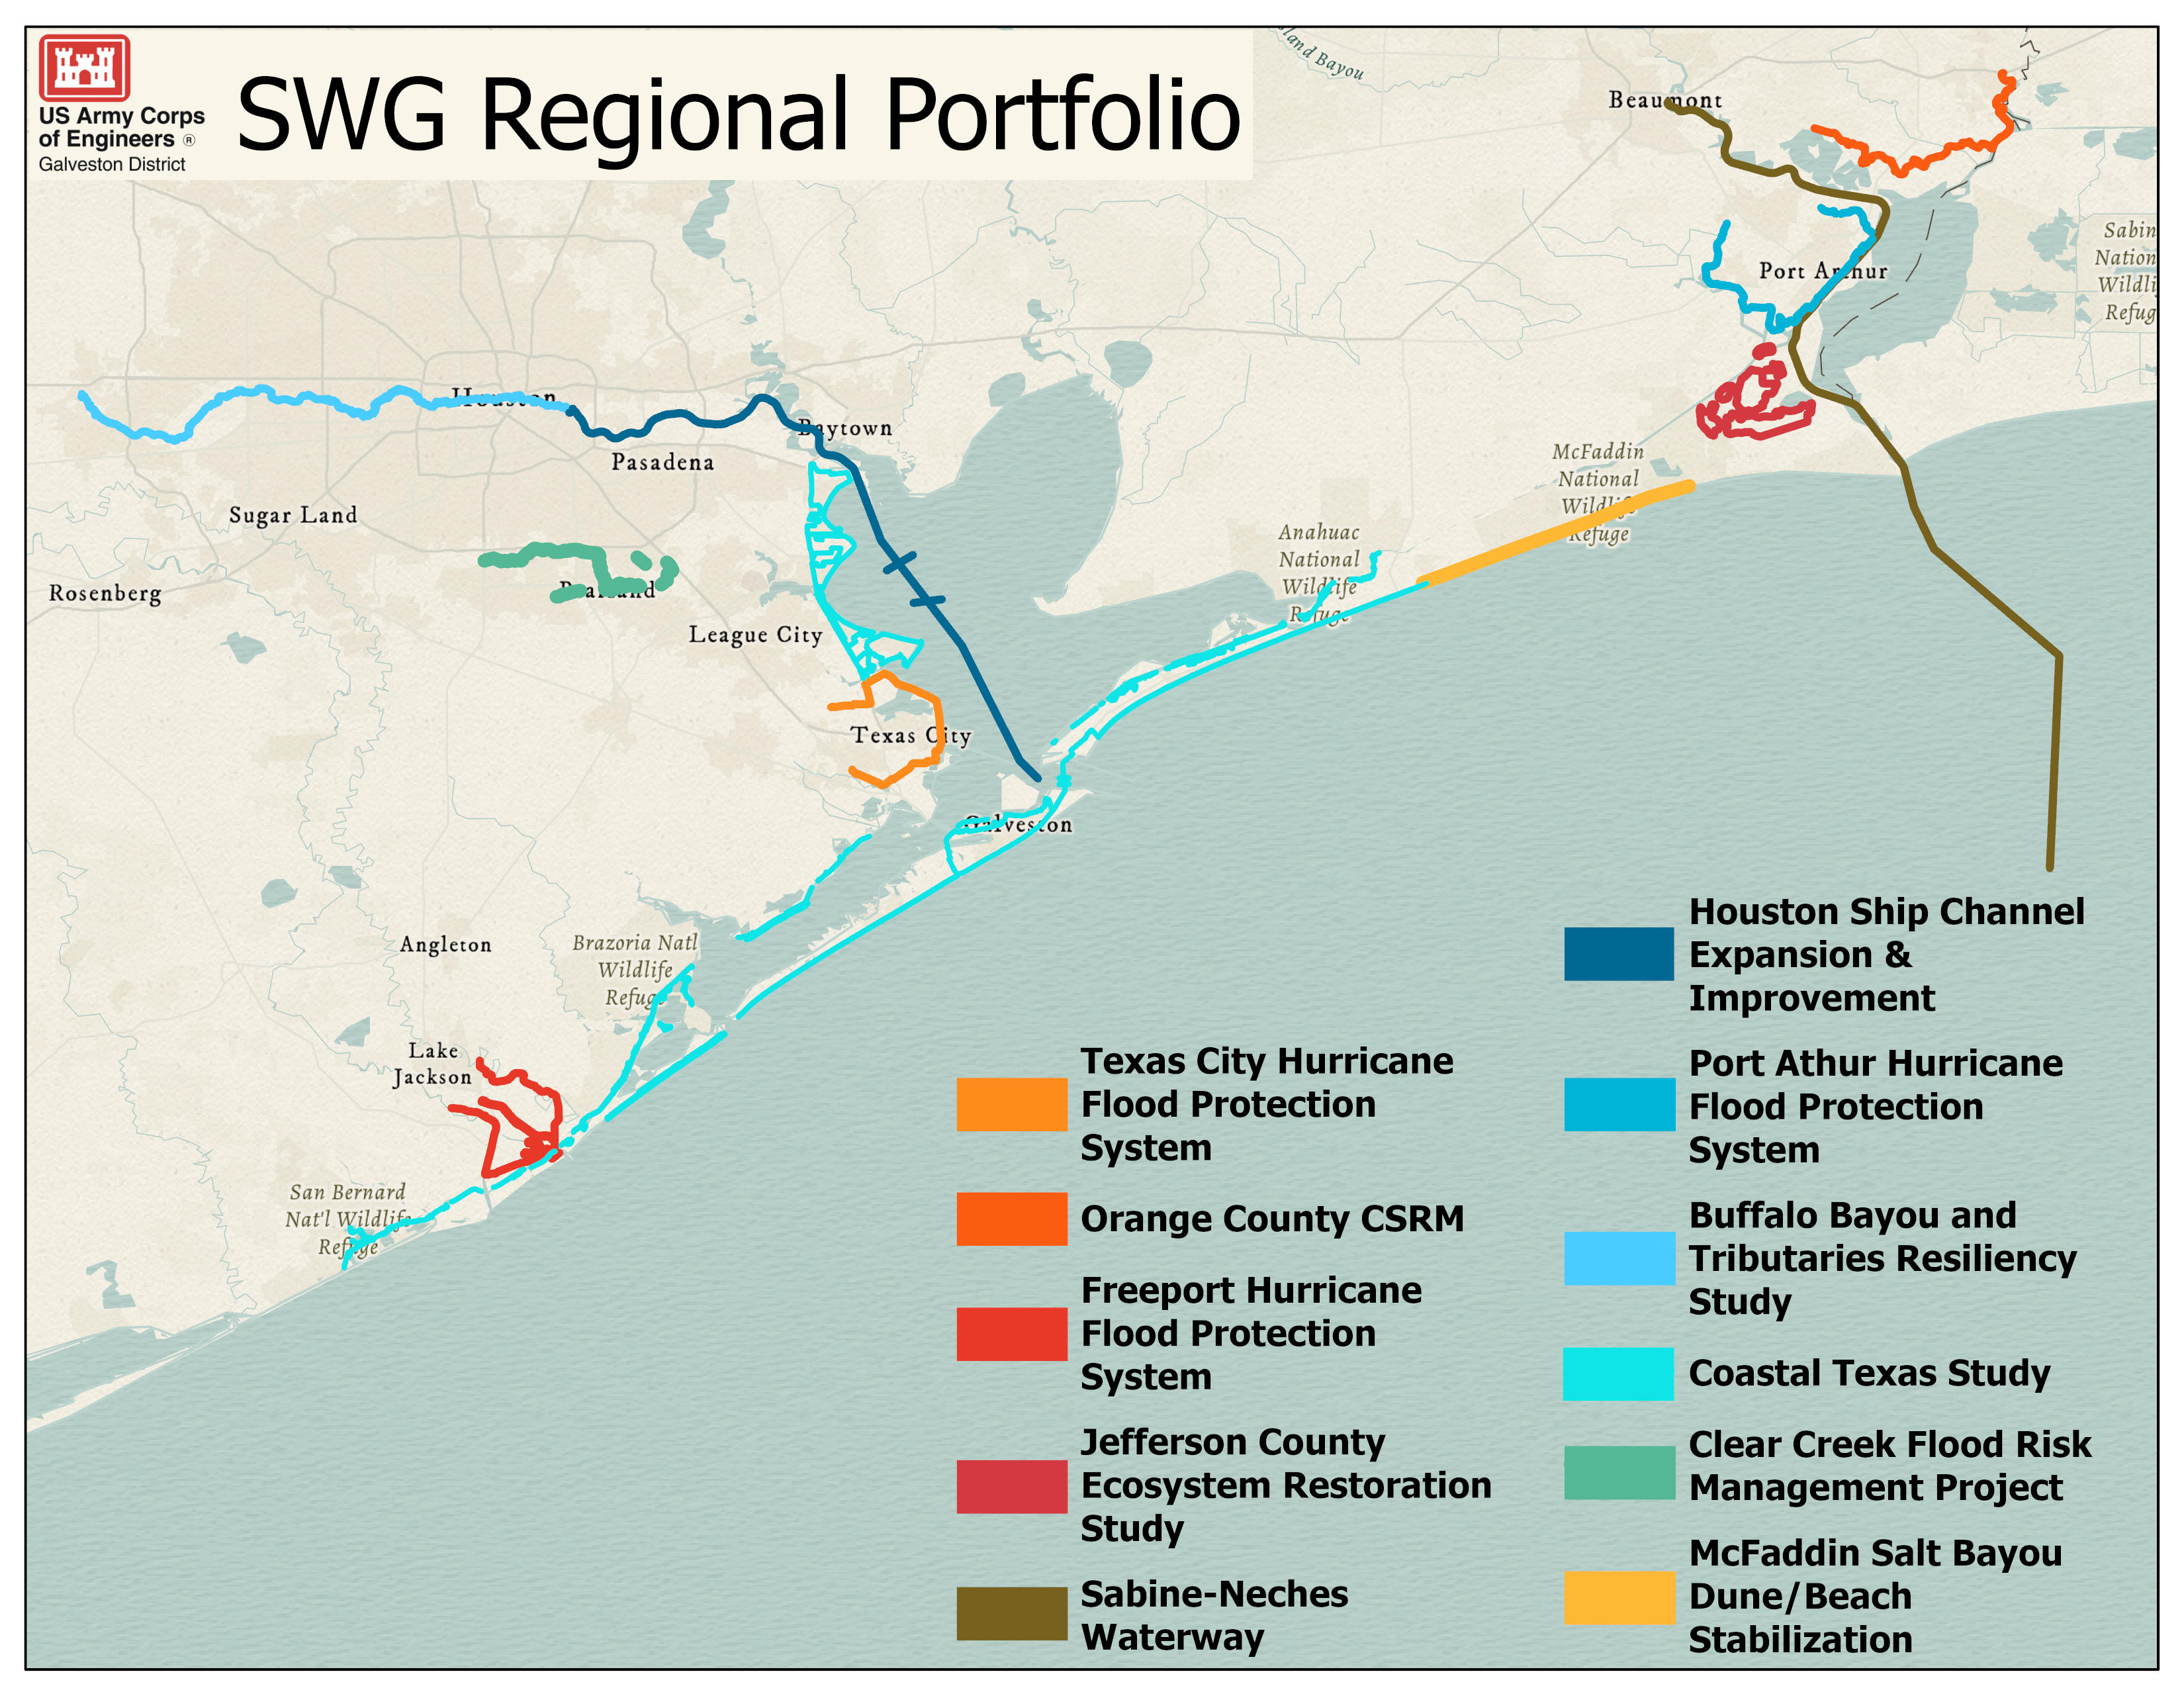 US Army Corps
of Engineers ®
Galveston District
SWG Regional Portfolio
Island Bayou
Beaumont
Port Arthur
Sabin
Nation
Wildli
Refug
Houston
Baytown
Pasadena
Sugar Land
McFaddin
National
Wildlife
Refuge
Anahuac
National
Wildlife
Refuge
Rosenberg
Pearland
League City
Texas City
Galveston
Angleton
Brazoria Natl
Wildlife
Refuge
Lake
Jackson
San Bernard
Nat'l Wildlife
Refuge
Texas City Hurricane
Flood Protection
System
Orange County CSRM
Freeport Hurricane
Flood Protection
System
Jefferson County
Ecosystem Restoration
Study
Sabine-Neches
Waterway
Houston Ship Channel
Expansion &
Improvement
Port Athur Hurricane
Flood Protection
System
Buffalo Bayou and
Tributaries Resiliency
Study
Coastal Texas Study
Clear Creek Flood Risk
Management Project
McFaddin Salt Bayou
Dune/Beach
Stabilization